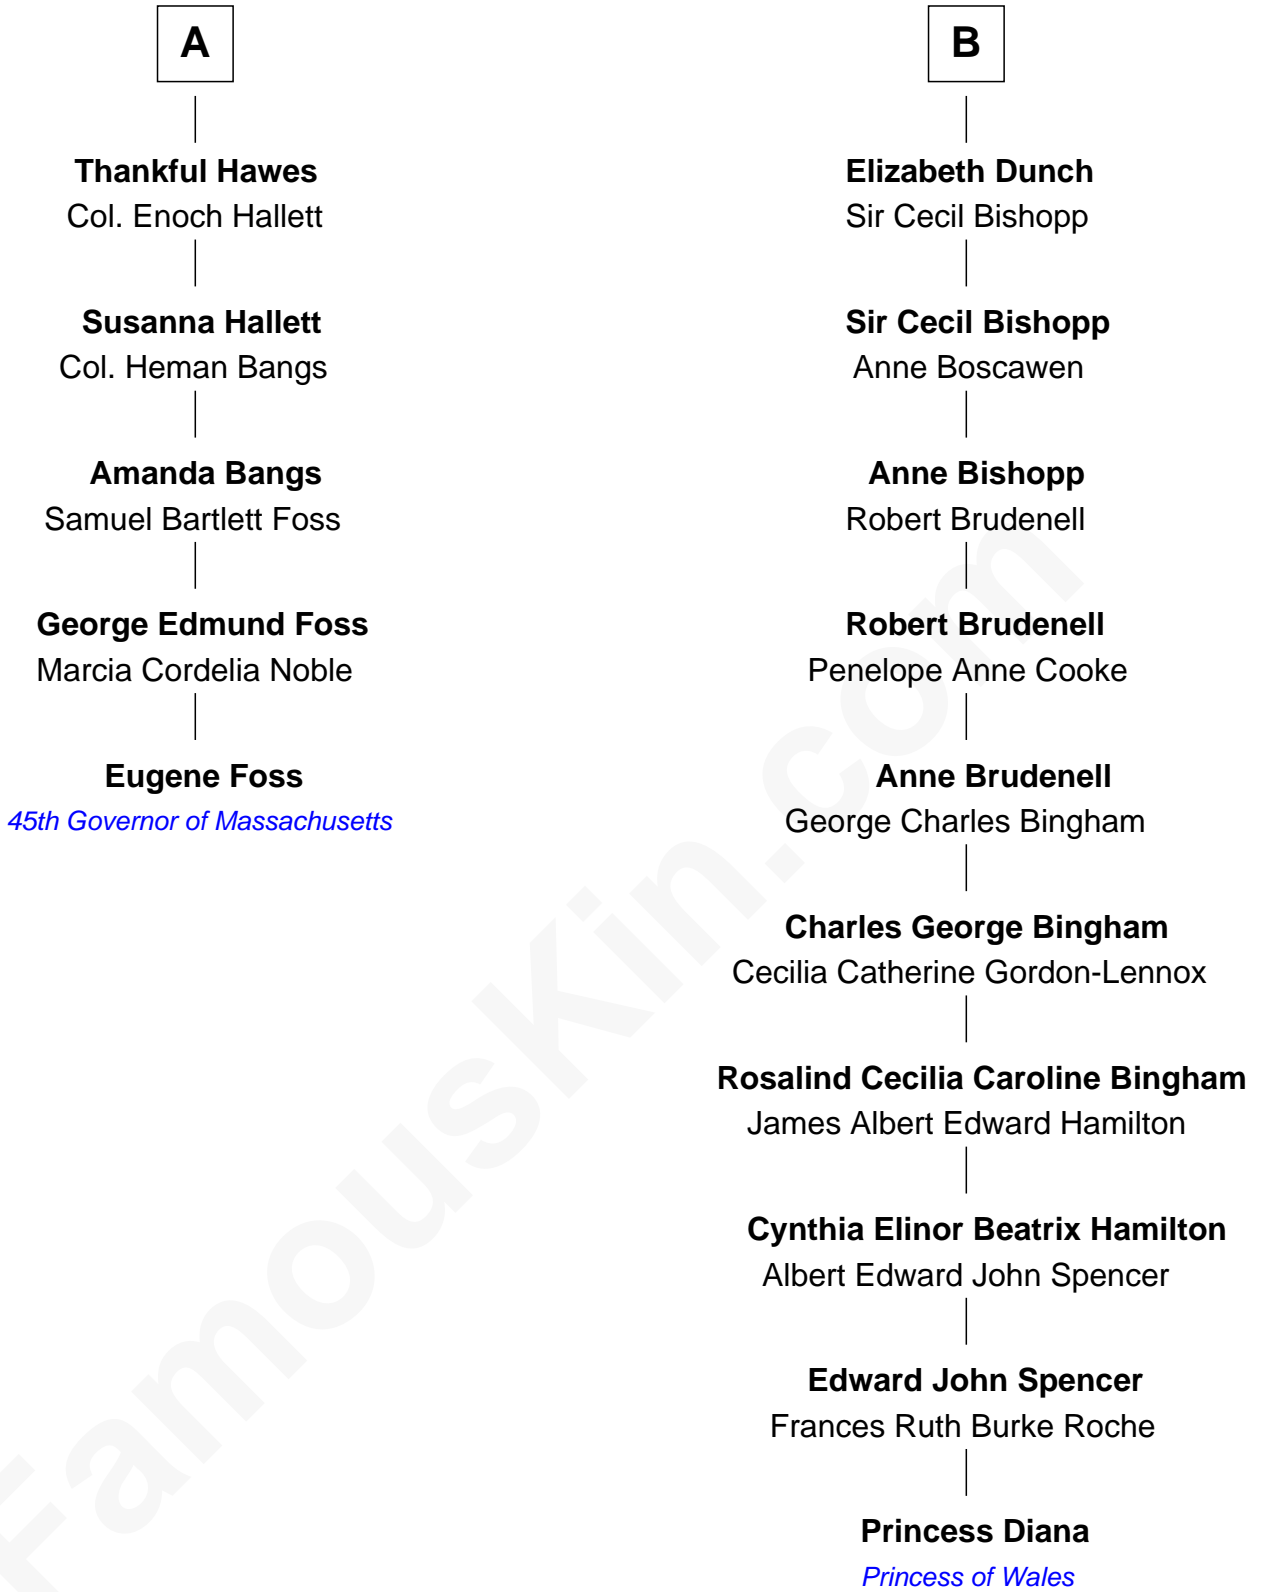 A
Thankful Hawes
Col. Enoch Hallett
Susanna Hallett
Col. Heman Bangs
Amanda Bangs
Samuel Bartlett Foss
George Edmund Foss
Marcia Cordelia Noble
Eugene Foss
45th Governor of Massachusetts
B
Elizabeth Dunch
Sir Cecil Bishopp
Sir Cecil Bishopp
Anne Boscawen
Anne Bishopp
Robert Brudenell
Robert Brudenell
Penelope Anne Cooke
Anne Brudenell
George Charles Bingham
Charles George Bingham
Cecilia Catherine Gordon-Lennox
Rosalind Cecilia Caroline Bingham
James Albert Edward Hamilton
Cynthia Elinor Beatrix Hamilton
Albert Edward John Spencer
Edward John Spencer
Frances Ruth Burke Roche
Princess Diana
Princess of Wales
FamousKin.com